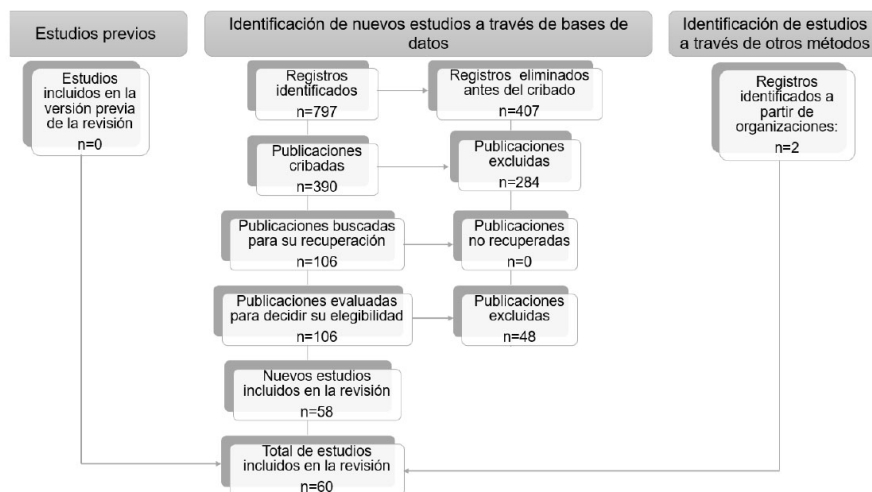 Estudios previos
Identificación de nuevos estudios a través de bases de
datos
Identificación de estudios
a través de otros métodos
Estudios
incluidos en la
versión previa
de la revisión
n=0
Registros
identificados
n=797
Registros eliminados
antes del cribado
n=407
Registros
identificados a
partir de
organizaciones:
n=2
Publicaciones
cribadas
n=390
Publicaciones
excluidas
n=284
Publicaciones buscadas
para su recuperación
n=106
Publicaciones
no recuperadas
n=0
Publicaciones evaluadas
para decidir su elegibilidad
n=106
Publicaciones
excluidas
n=48
Nuevos estudios
incluidos en la revisión
n=58
Total de estudios
incluidos en la revisión
n=60